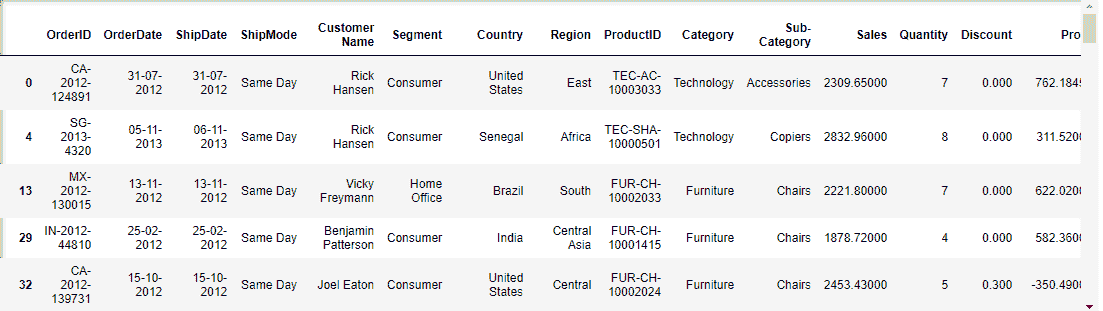 OrderID OrderDate ShipDate ShipMode Customer Name Segment Country Region ProductID Category Sub-Category Sales Quantity Discount Pro
0 CA-2012-124891 31-07-2012 31-07-2012 Same Day Rick Hansen Consumer United States East TEC-AC-10003033 Technology Accessories 2309.65000 7 0.000 762.1845
4 SG-2013-4320 05-11-2013 06-11-2013 Same Day Rick Hansen Consumer Senegal Africa TEC-SHA-10000501 Technology Copiers 2832.96000 8 0.000 311.5200
13 MX-2012-130015 13-11-2012 13-11-2012 Same Day Vicky Freymann Home Office Brazil South FUR-CH-10002033 Furniture Chairs 2221.80000 7 0.000 622.0200
29 IN-2012-44810 25-02-2012 25-02-2012 Same Day Benjamin Patterson Consumer India Central Asia FUR-CH-10001415 Furniture Chairs 1878.72000 4 0.000 582.3600
32 CA-2012-139731 15-10-2012 15-10-2012 Same Day Joel Eaton Consumer United States Central FUR-CH-10002024 Furniture Chairs 2453.43000 5 0.300 -350.4900